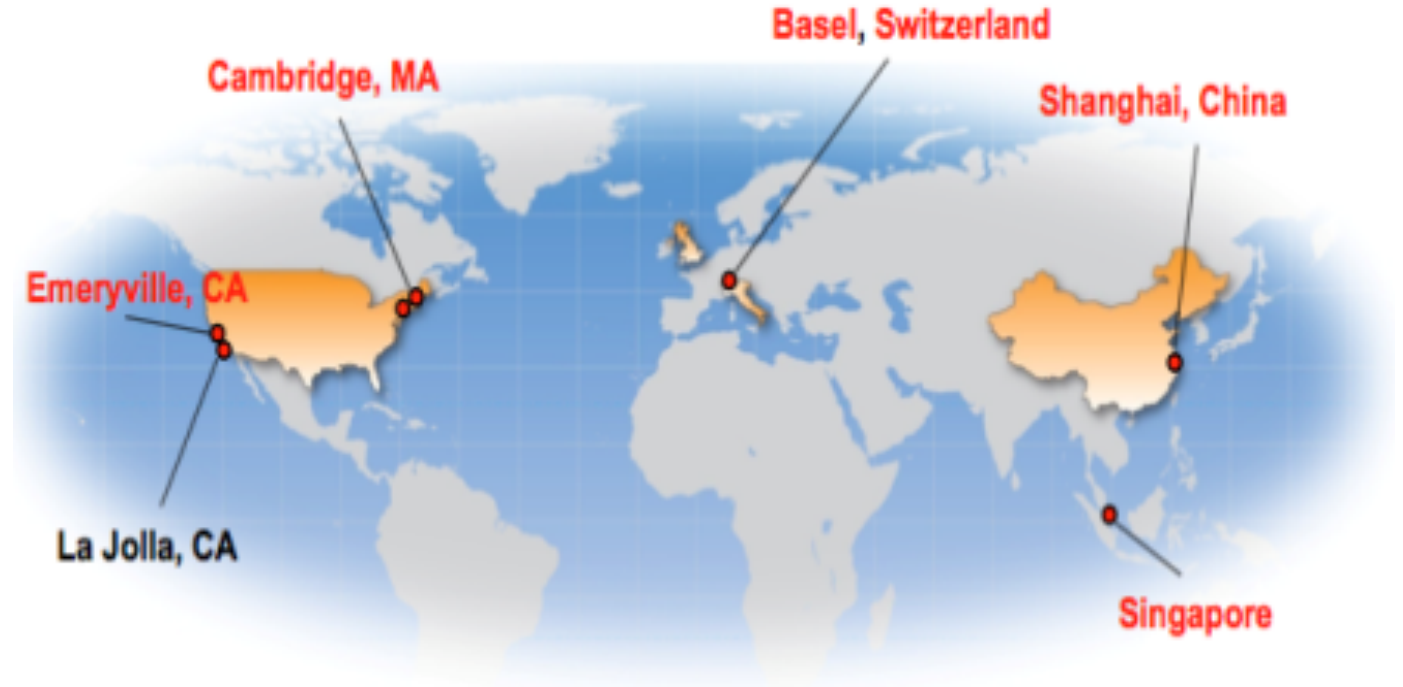 Basel, Switzerland
Cambridge, MA
Shanghai, China
Emeryville, CA
La Jolla, CA
Singapore